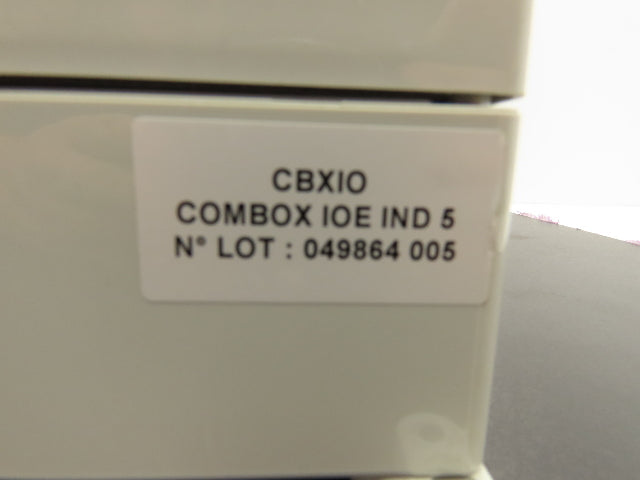 CBXIO
COMBOX IOE IND 5
N° LOT : 049864 005